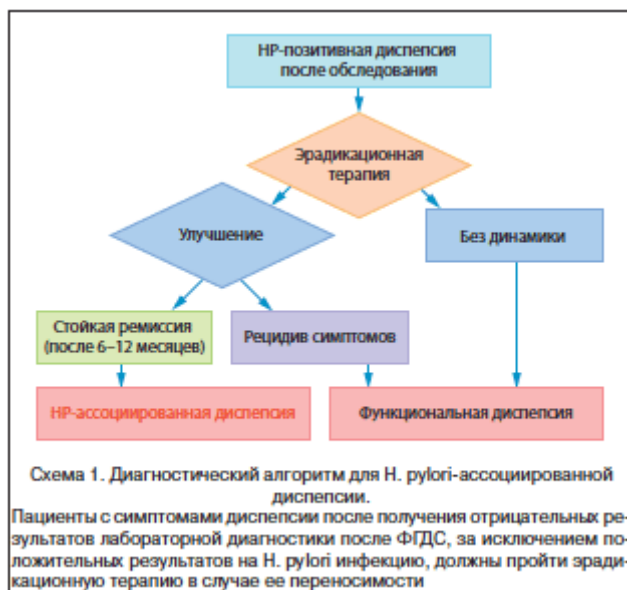 HP-позитивная диспепсия
после обследования
Эрадикационная
терапия
Улучшение
Без динамики
Стойкая ремиссия
(после 6–12 месяцев)
Рецидив симптомов
HP-ассоциированная диспепсия
Функциональная диспепсия
Схема 1. Диагностический алгоритм для H. pylori-ассоциированной
диспепсии.
Пациенты с симптомами диспепсии после получения отрицательных ре-
зультатов лабораторной диагностики после ФГДС, за исключением по-
ложительных результатов на H. pylori инфекцию, должны пройти эради-
кационную терапию в случае ее переносимости